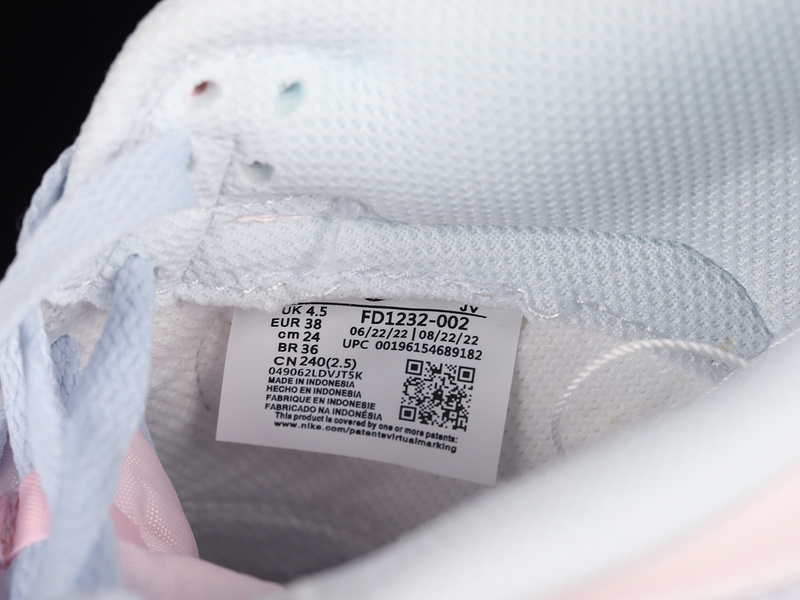 JV
UK 4.5
EUR 38
cm 24
BR 36
CN 240(2.5)
049062LDVJT5K
FD1232-002
06/22/22 | 08/22/22
UPC 00196154689182
MADE IN INDONESIA
HECHO EN INDONESIA
FABRIQUE EN INDONESIE
FABRICADO NA INDONÉSIA
This product is covered by one or more patents:
www.nike.com/patentsvirtualmarking